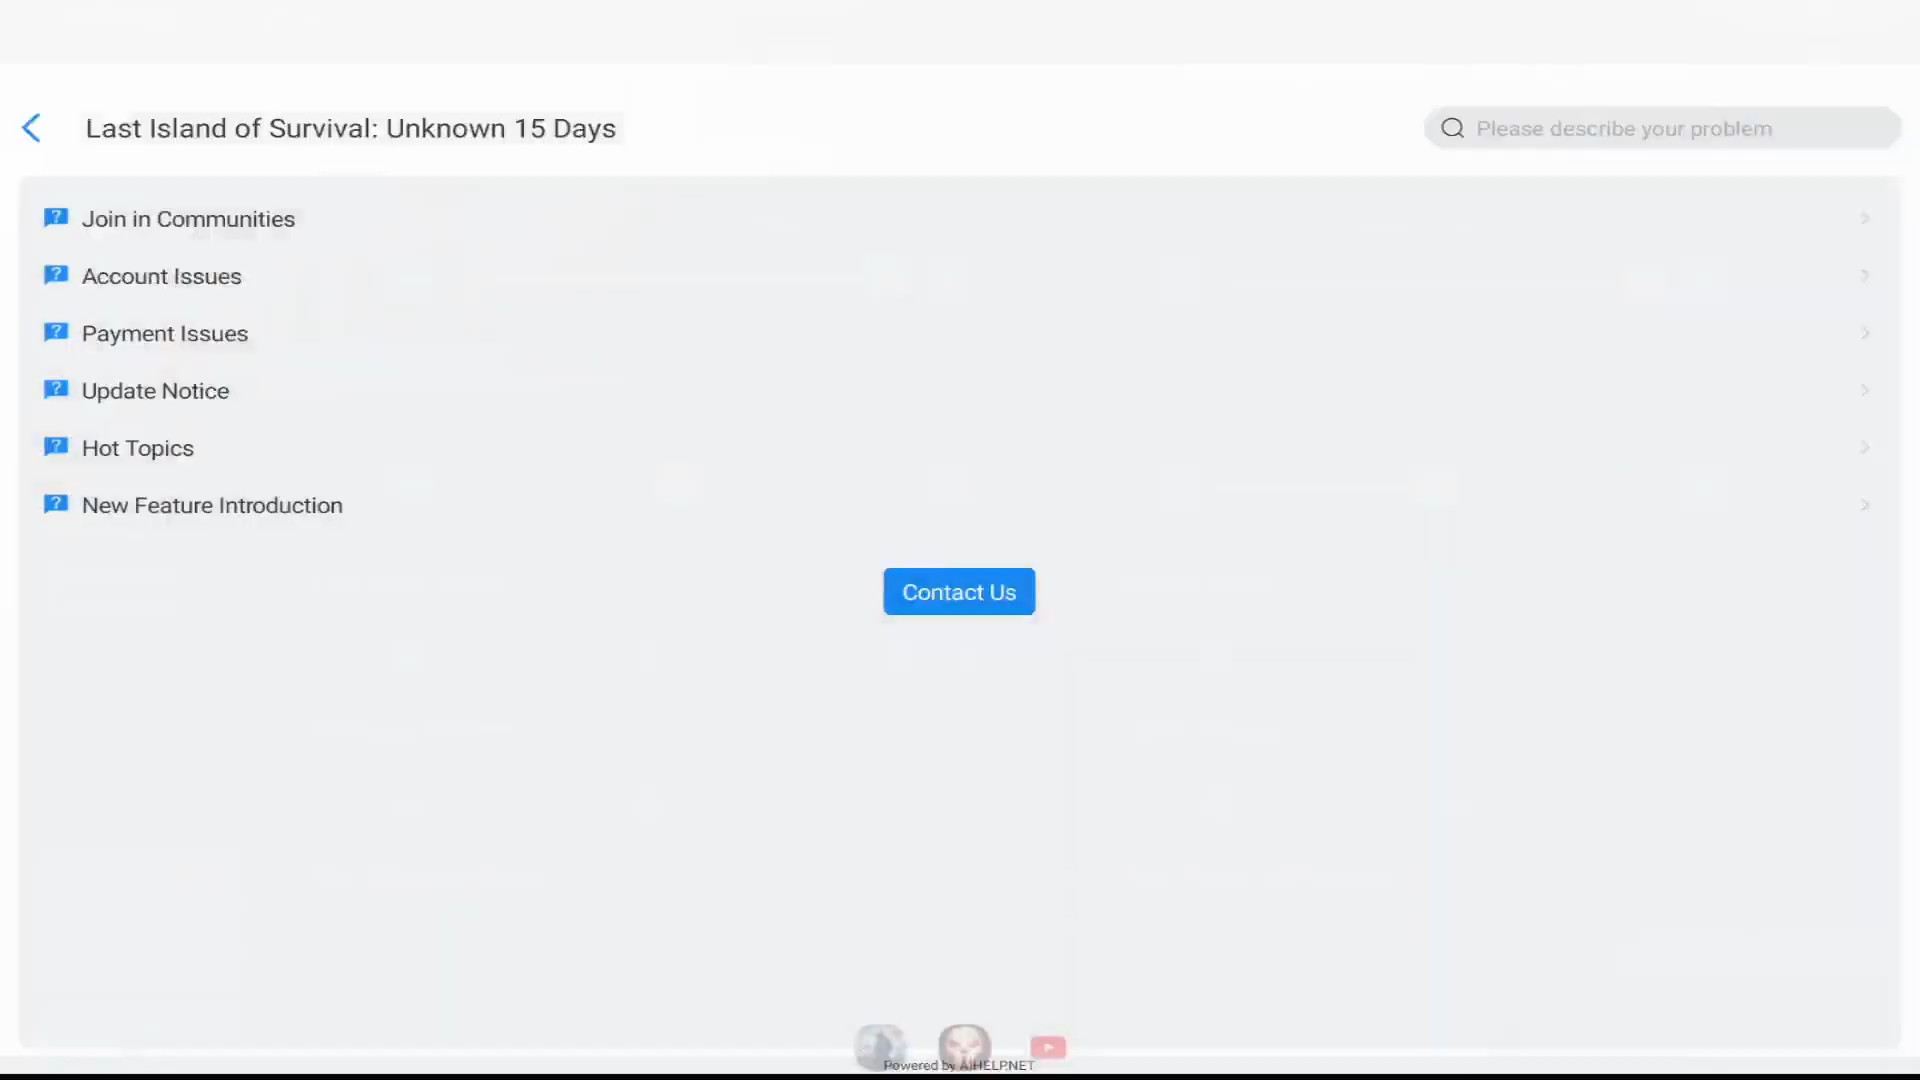 Last Island of Survival: Unknown 15 Days
Please describe your problem
Join in Communities
Account Issues
Payment Issues
Update Notice
Hot Topics
New Feature Introduction
Contact Us
Powered by AIHELP.NET